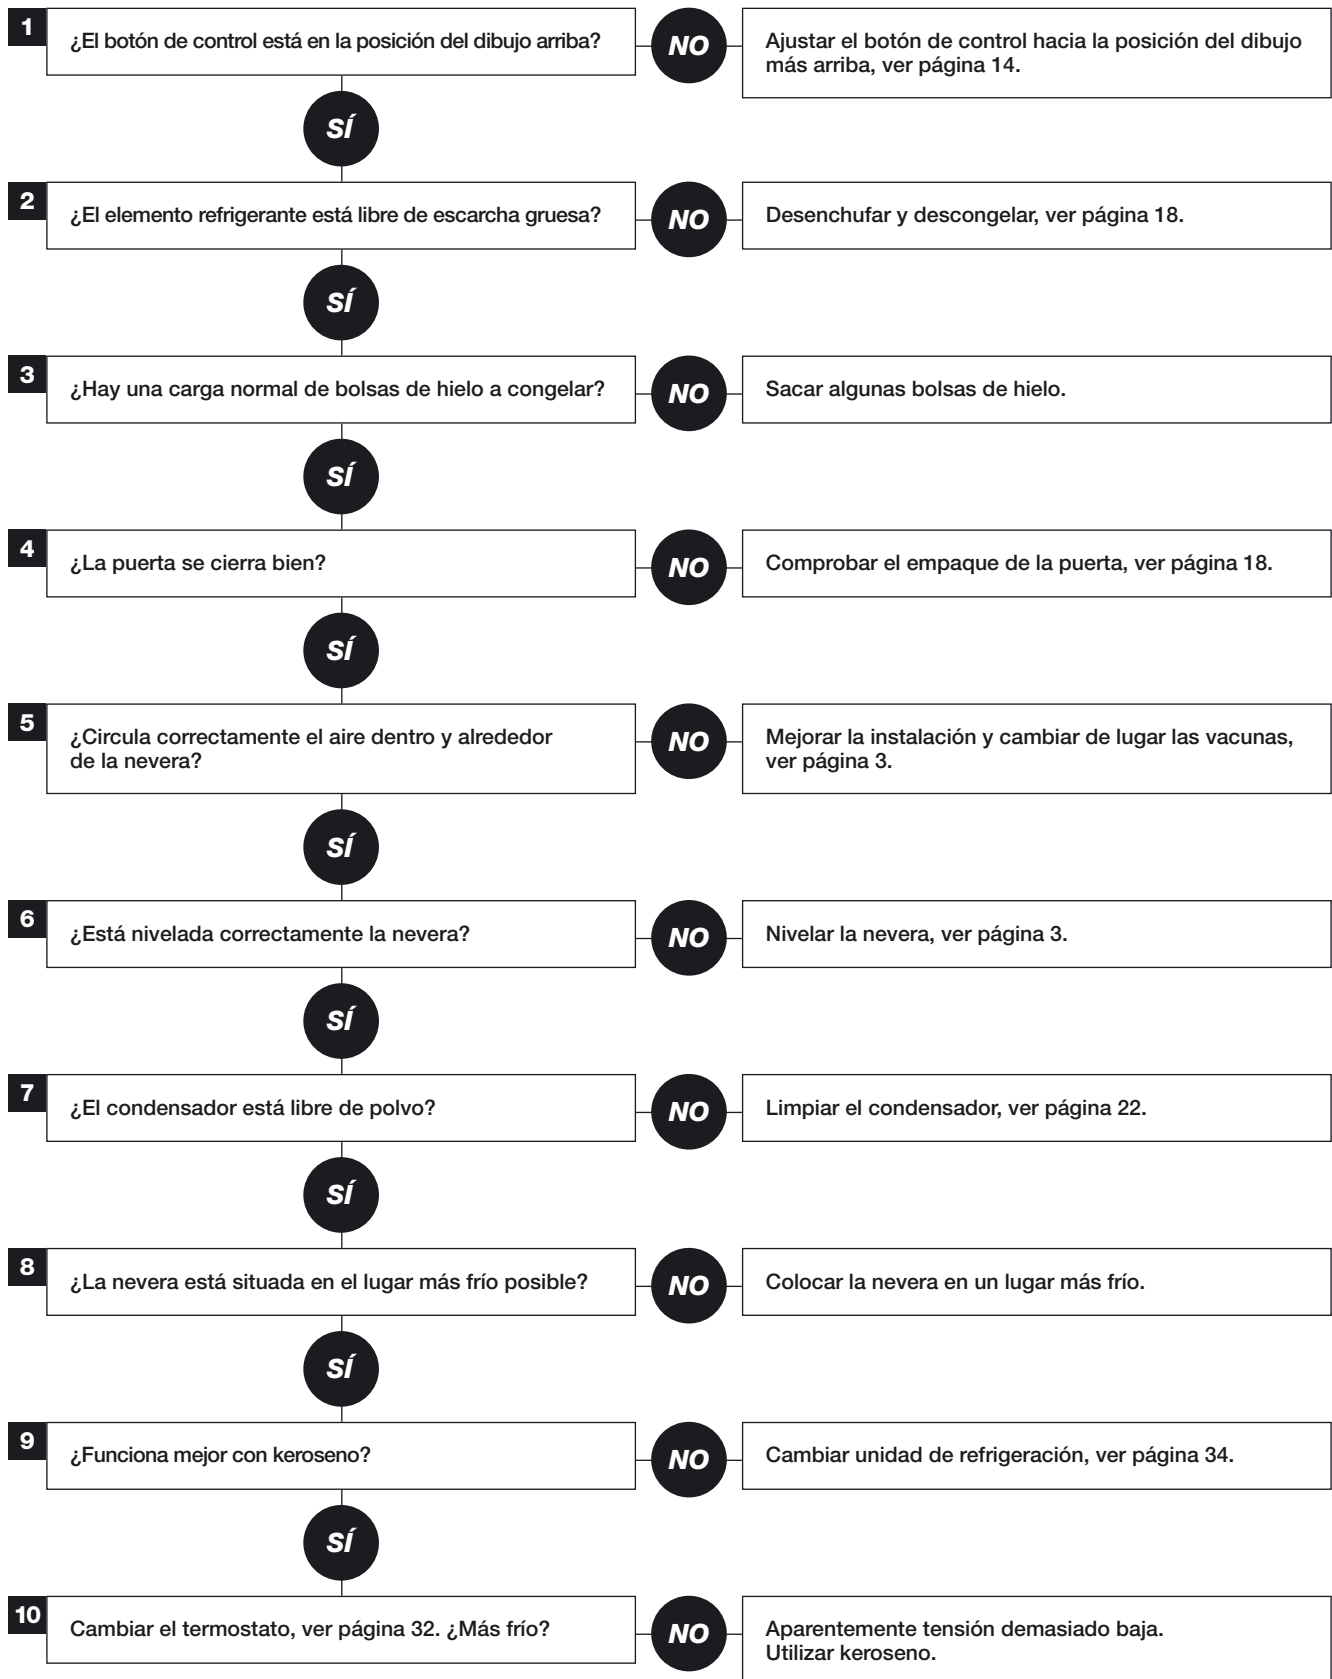 1
¿El botón de control está en la posición del dibujo arriba?
NO
Ajustar el botón de control hacia la posición del dibujo
más arriba, ver página 14.
SÍ
2
¿El elemento refrigerante está libre de escarcha gruesa?
NO
Desenchufar y descongelar, ver página 18.
SÍ
3
¿Hay una carga normal de bolsas de hielo a congelar?
NO
Sacar algunas bolsas de hielo.
SÍ
4
¿La puerta se cierra bien?
NO
Comprobar el empaque de la puerta, ver página 18.
SÍ
5
¿Circula correctamente el aire dentro y alrededor
de la nevera?
NO
Mejorar la instalación y cambiar de lugar las vacunas,
ver página 3.
SÍ
6
¿Está nivelada correctamente la nevera?
NO
Nivelar la nevera, ver página 3.
SÍ
7
¿El condensador está libre de polvo?
NO
Limpiar el condensador, ver página 22.
SÍ
8
¿La nevera está situada en el lugar más frío posible?
NO
Colocar la nevera en un lugar más frío.
SÍ
9
¿Funciona mejor con keroseno?
NO
Cambiar unidad de refrigeración, ver página 34.
SÍ
10
Cambiar el termostato, ver página 32. ¿Más frío?
NO
Aparentemente tensión demasiado baja.
Utilizar keroseno.